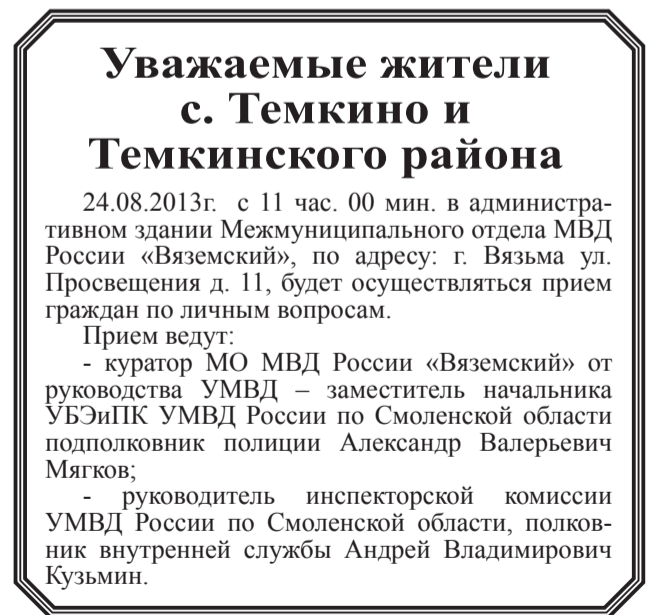 Уважаемые жители
с. Темкино и
Темкинского района
24.08.2013г. с 11 час. 00 мин. в администра-
тивном здании Межмуниципального отдела МВД
России «Вяземский», по адресу: г. Вязьма ул.
Просвещения д. 11, будет осуществляться прием
граждан по личным вопросам.
Прием ведут:
- куратор МО МВД России «Вяземский» от
руководства УМВД – заместитель начальника
УБЭиПК УМВД России по Смоленской области
подполковник полиции Александр Валерьевич
Мягков;
- руководитель инспекторской комиссии
УМВД России по Смоленской области, полков-
ник внутренней службы Андрей Владимирович
Кузьмин.